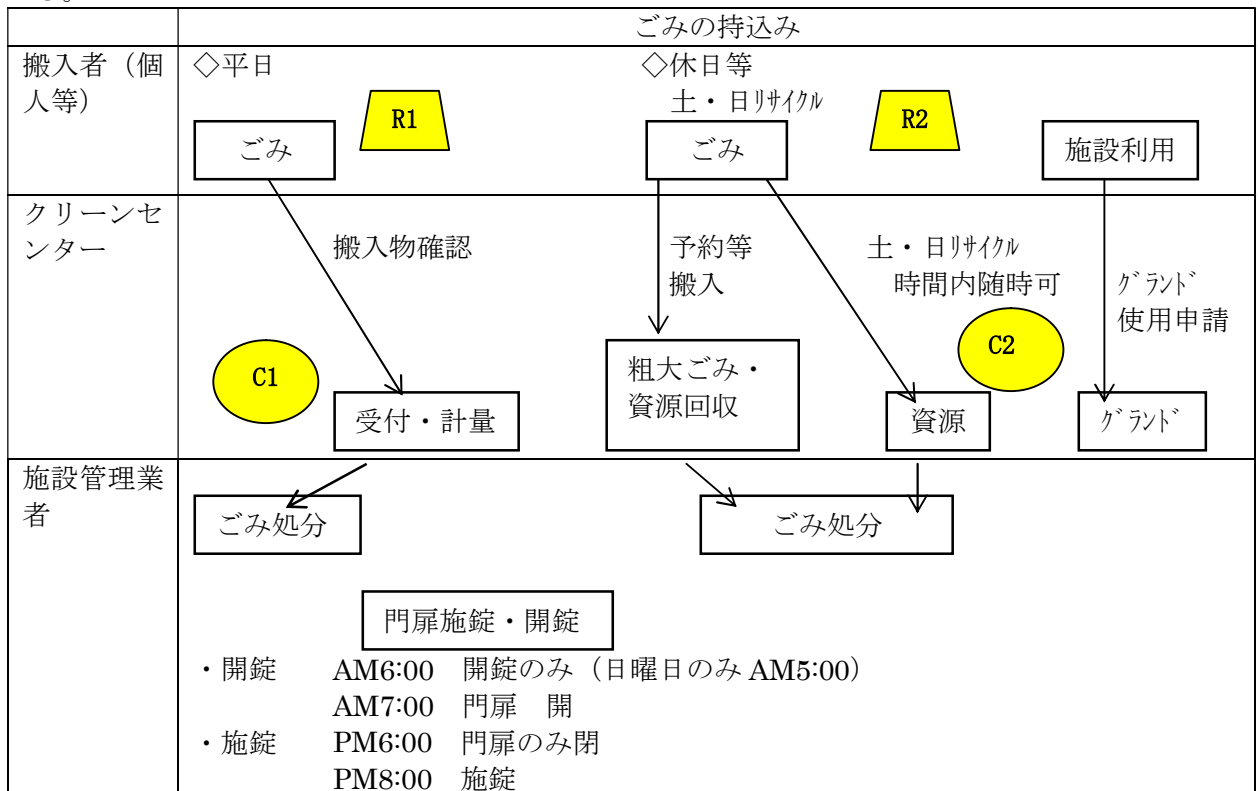 ごみの持込み
搬入者（個
人等）
◇平日
◇休日等
土・日ﾘｻｲｸﾙ
R1
R2
ごみ
ごみ
施設利用
クリーンセ
ンター
搬入物確認
予約等
搬入
土・日ﾘｻｲｸﾙ
時間内随時可
ｸﾞﾗﾝﾄﾞ
使用申請
C1
C2
受付・計量
粗大ごみ・
資源回収
資源
ｸﾞﾗﾝﾄﾞ
施設管理業
者
ごみ処分
ごみ処分
門扉施錠・開錠
・開錠　AM6:00　開錠のみ（日曜日のみ AM5:00）
AM7:00　門扉　開
・施錠　PM6:00　門扉のみ閉
PM8:00　施錠